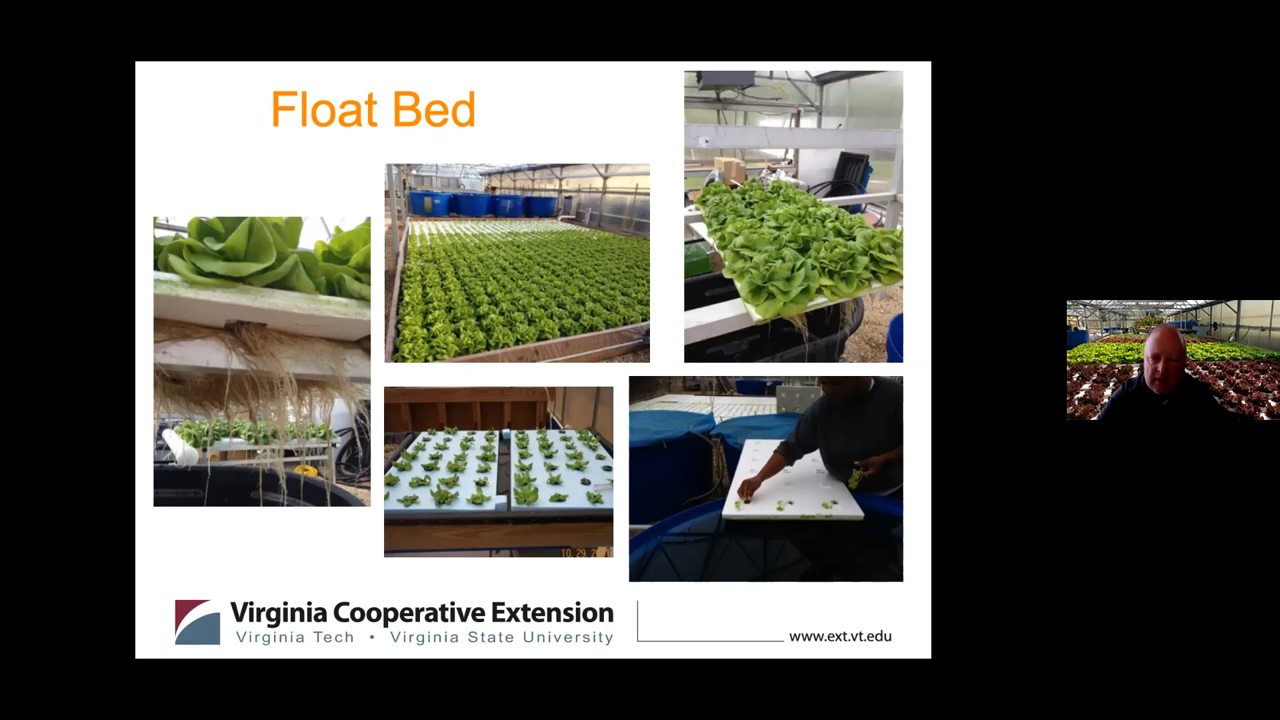 Float Bed
Virginia Cooperative Extension
Virginia Tech • Virginia State University
www.ext.vt.edu